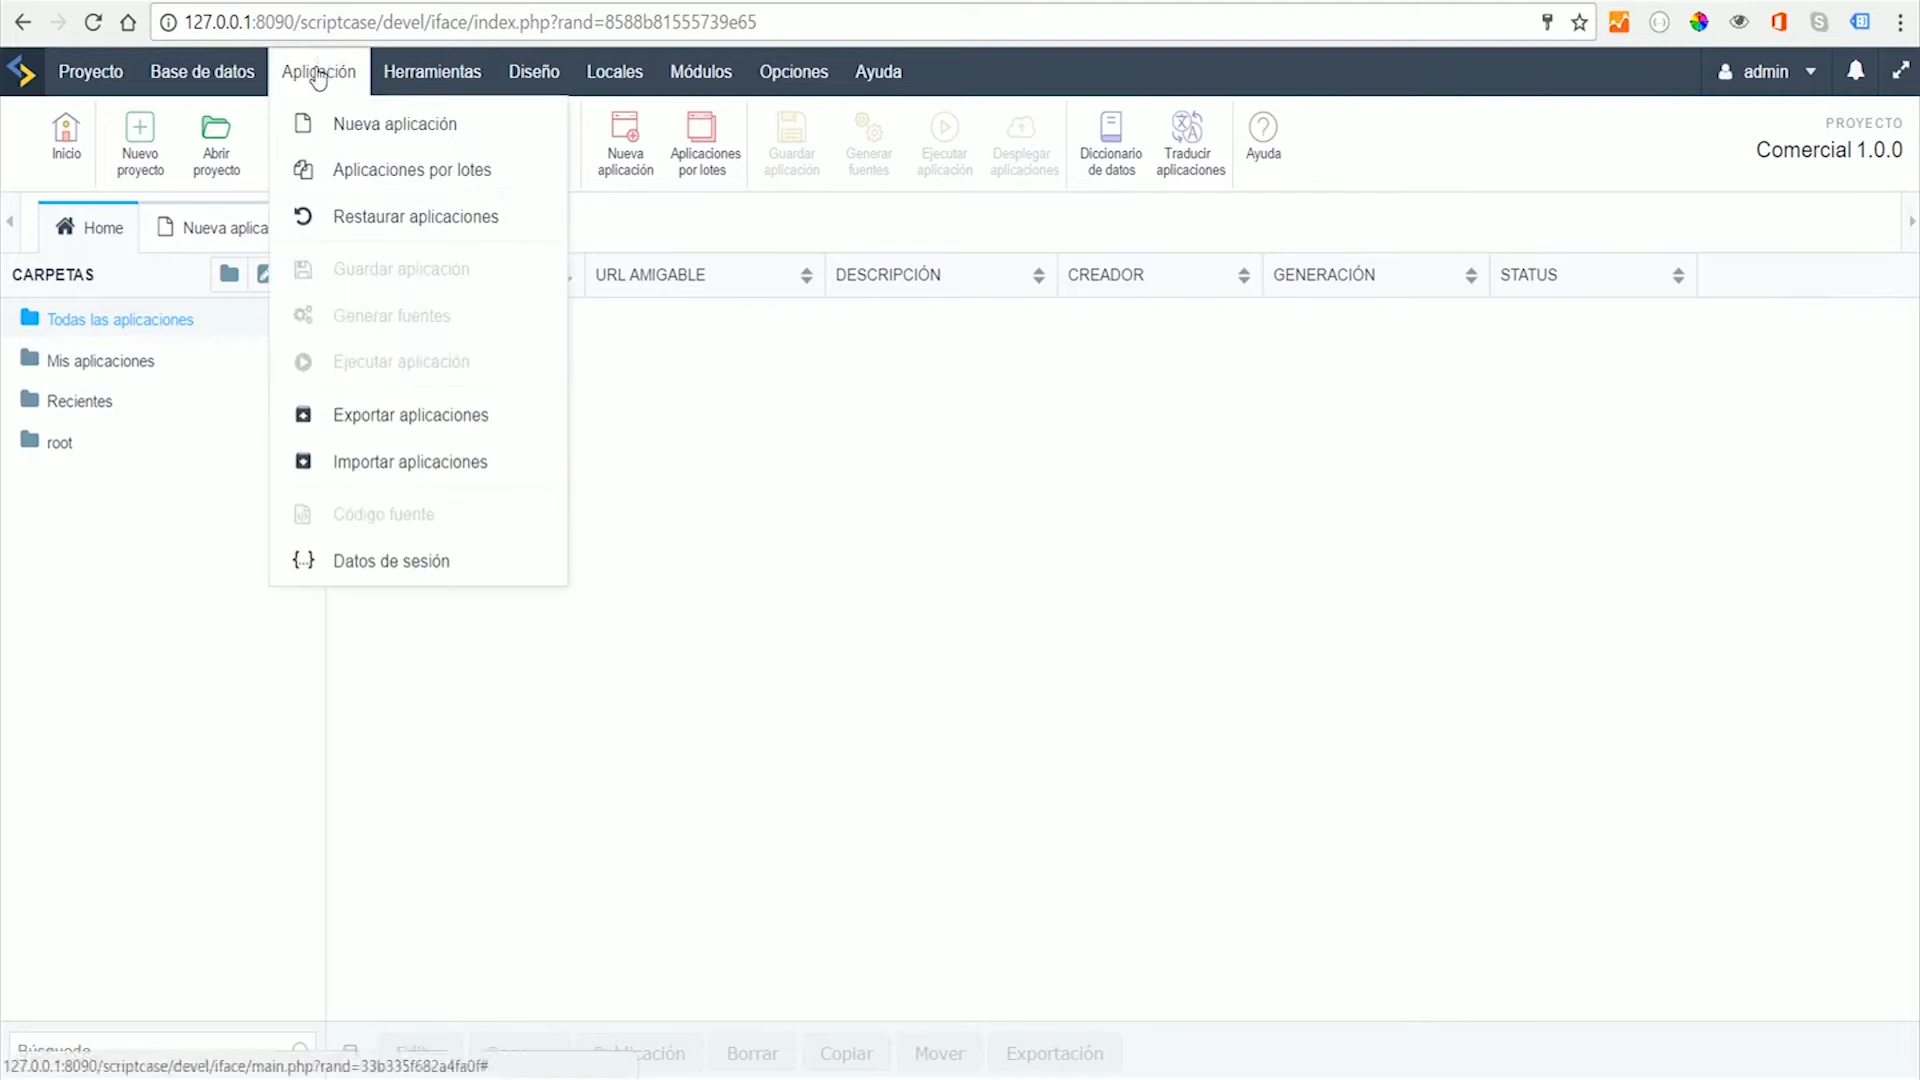 127.0.0.1:8090/scriptcase/devel/iface/index.php?rand=8588b81555739e65
Proyecto Base de datos Aplicación Herramientas Diseño Locales Módulos Opciones Ayuda admin
Inicio
Nuevo proyecto
Abrir proyecto
Nueva aplicación
Aplicaciones por lotes
Guardar aplicación
Generar fuentes
Ejecutar aplicación
Desplegar aplicaciones
Diccionario de datos
Traducir aplicaciones
Ayuda
PROYECTO
Comercial 1.0.0
Nueva aplicación
Aplicaciones por lotes
Restaurar aplicaciones
Guardar aplicación
Generar fuentes
Ejecutar aplicación
Exportar aplicaciones
Importar aplicaciones
Código fuente
{...} Datos de sesión
Home Nueva aplica
CARPETAS URL AMIGABLE DESCRIPCIÓN CREADOR GENERACIÓN STATUS
Todas las aplicaciones
Mis aplicaciones
Recientes
root
Búsqueda
Borrar Copiar Mover Exportación
127.0.0.1:8090/scriptcase/devel/iface/main.php?rand=33b335f682a4fa0f#